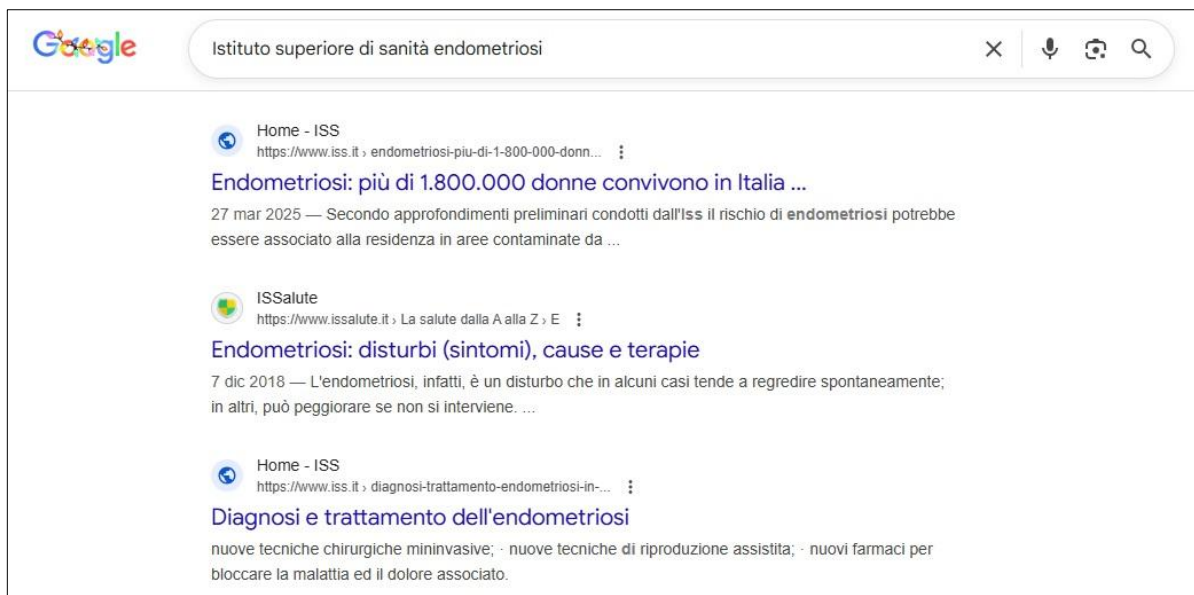 Google
Istituto superiore di sanità endometriosi
Home - ISS
https://www.iss.it › endometriosi-piu-di-1-800-000-donn...
Endometriosi: più di 1.800.000 donne convivono in Italia ...
27 mar 2025 — Secondo approfondimenti preliminari condotti dall'Iss il rischio di endometriosi potrebbe
essere associato alla residenza in aree contaminate da ...
ISSalute
https://www.issalute.it › La salute dalla A alla Z › E
Endometriosi: disturbi (sintomi), cause e terapie
7 dic 2018 — L'endometriosi, infatti, è un disturbo che in alcuni casi tende a regredire spontaneamente;
in altri, può peggiorare se non si interviene. ...
Home - ISS
https://www.iss.it › diagnosi-trattamento-endometriosi-in-...
Diagnosi e trattamento dell'endometriosi
nuove tecniche chirurgiche mininvasive; · nuove tecniche di riproduzione assistita; · nuovi farmaci per
bloccare la malattia ed il dolore associato.